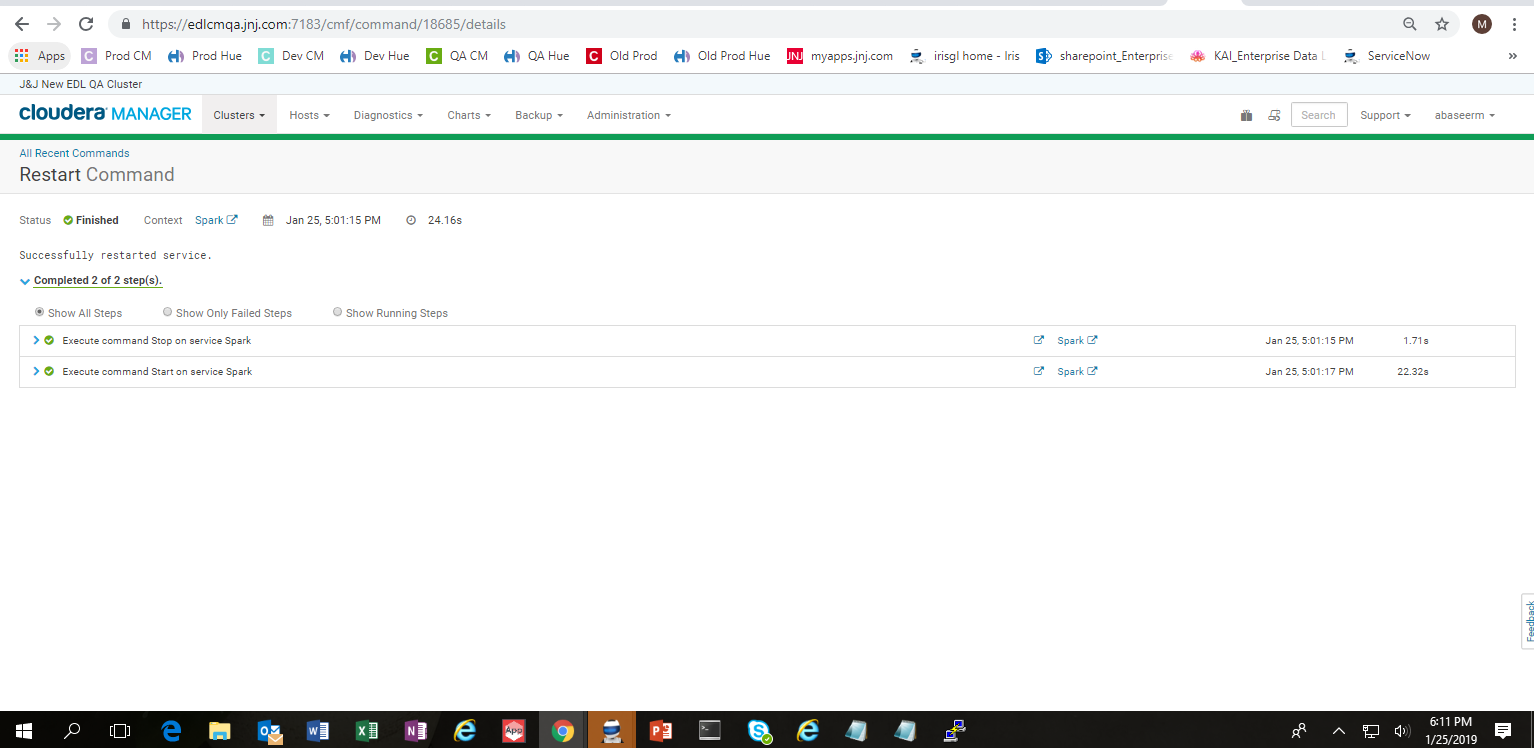 https://edlcmqa.jnj.com:7183/cmf/command/18685/details
M
Apps C Prod CM Prod Hue C Dev CM Dev Hue C QA CM QA Hue C Old Prod Old Prod Hue JNJ myapps.jnj.com irisgl home - Iris S sharepoint_Enterprise KAI_Enterprise Data L ServiceNow »
J&J New EDL QA Cluster
cloudera MANAGER Clusters Hosts Diagnostics Charts Backup Administration Search Support abaseerm
All Recent Commands
Restart Command
Status Finished Context Spark Jan 25, 5:01:15 PM 24.16s
Successfully restarted service.
Completed 2 of 2 step(s).
Show All Steps Show Only Failed Steps Show Running Steps
Execute command Stop on service Spark Spark Jan 25, 5:01:15 PM 1.71s
Execute command Start on service Spark Spark Jan 25, 5:01:17 PM 22.32s
Feedback
6:11 PM
1/25/2019